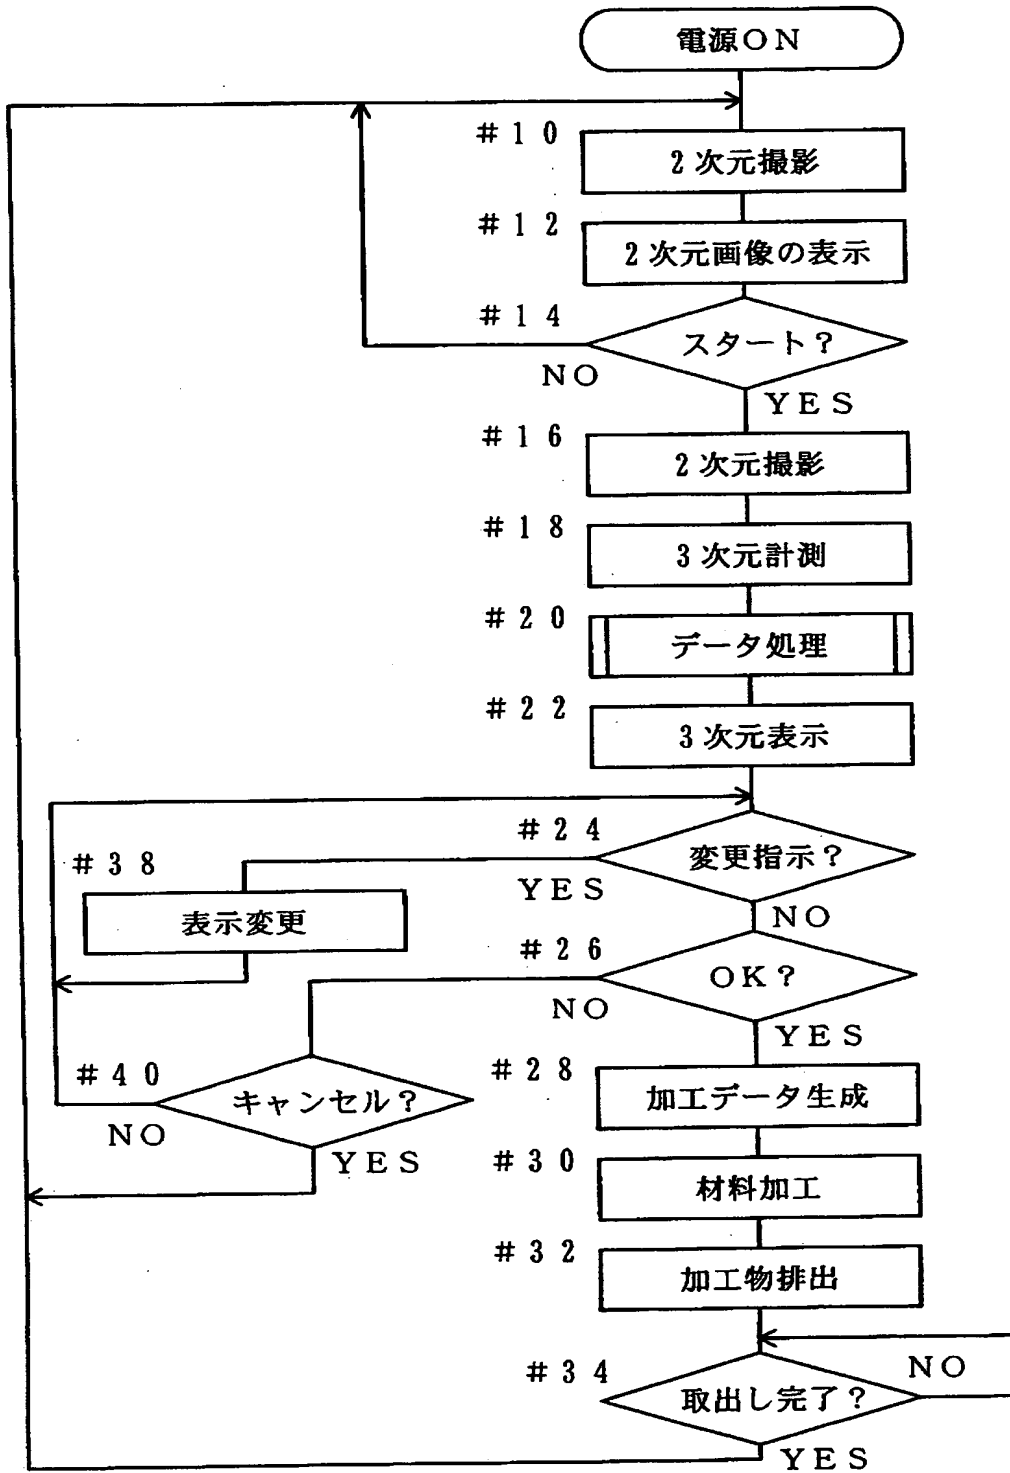 電源ON
#10
2次元撮影
#12
2次元画像の表示
#14
スタート?
NO
YES
#16
2次元撮影
#18
3次元計測
#20
データ処理
#22
3次元表示
#24
変更指示?
YES
NO
#38
表示変更
#26
OK?
NO
YES
#40
キャンセル?
NO
YES
#28
加工データ生成
#30
材料加工
#32
加工物排出
#34
取出し完了?
NO
YES